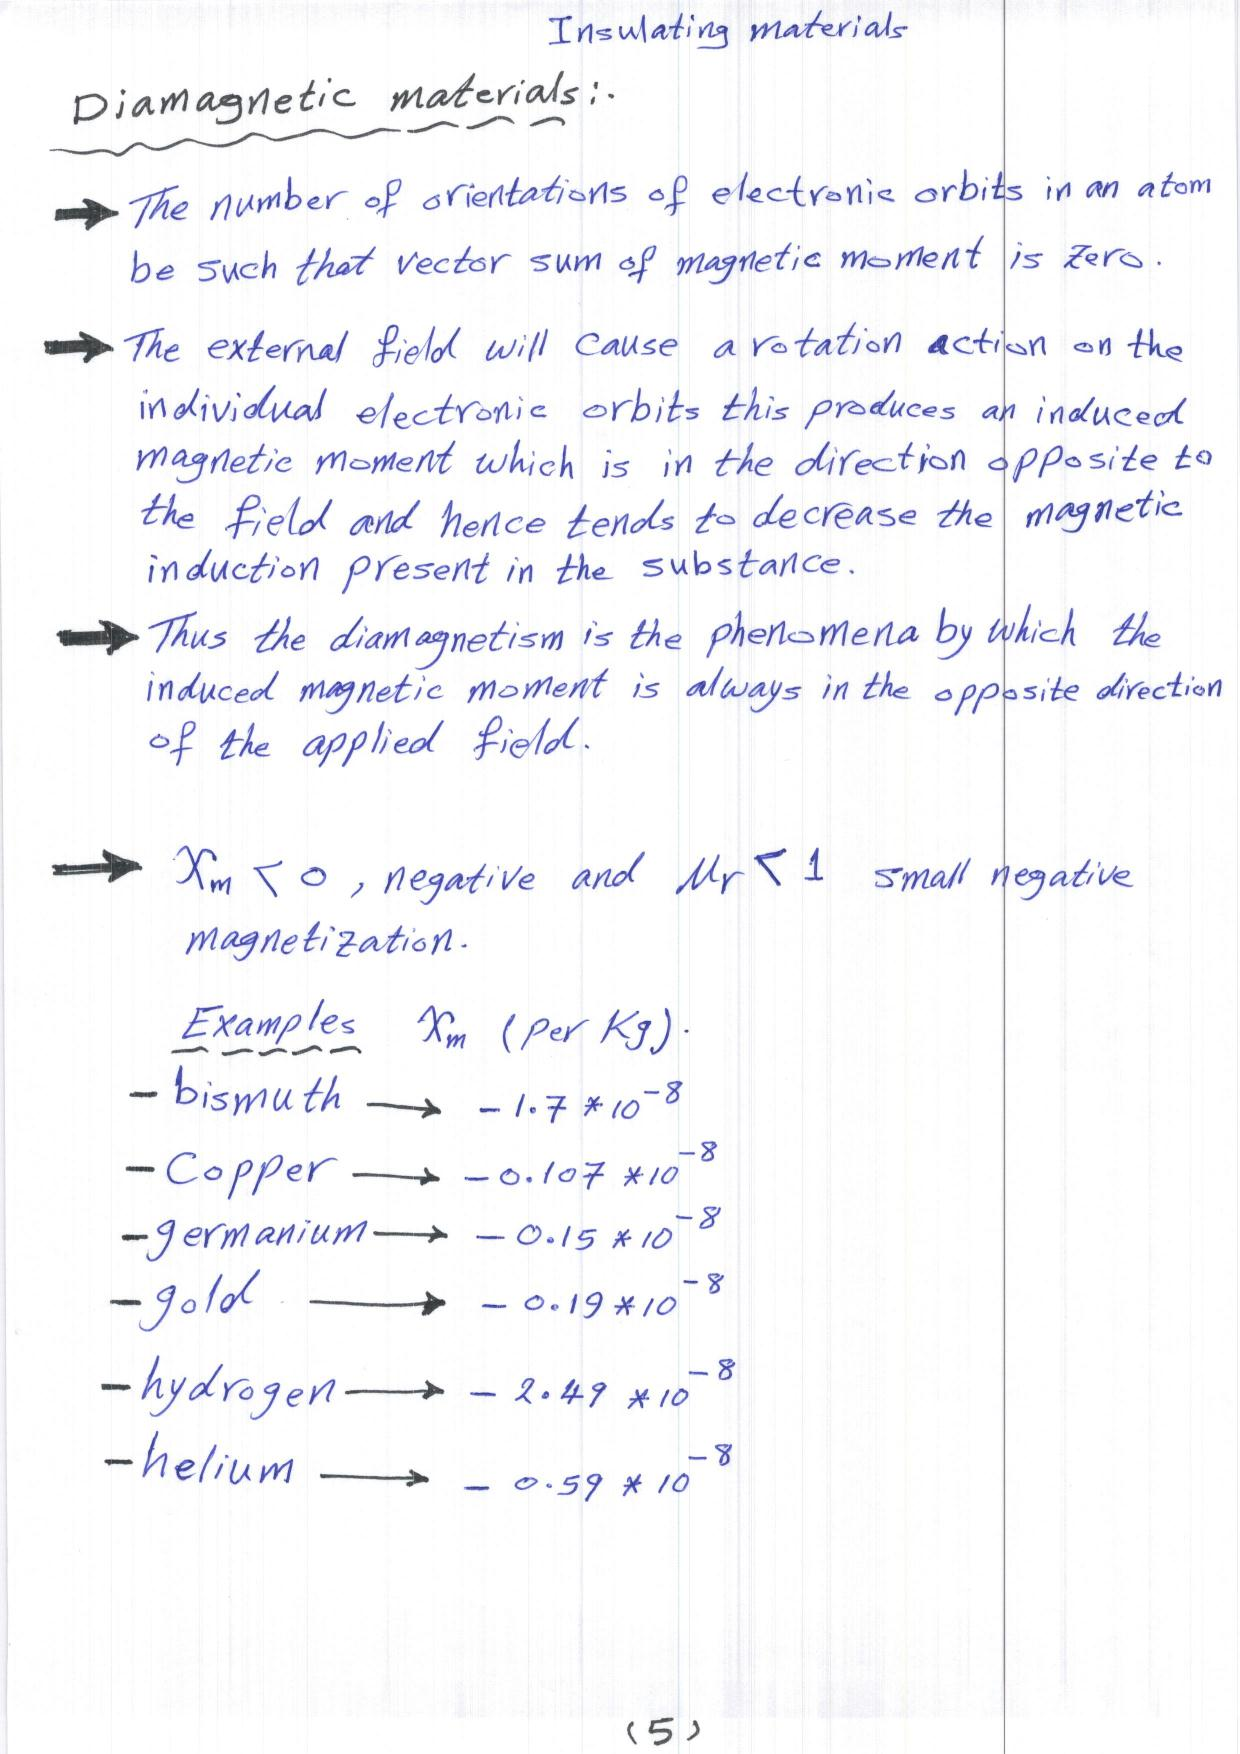 Insulating materials
Diamagnetic materials:.
➡ The number of orientations of electronic orbits in an atom
be such that vector sum of magnetic moment is zero.
➡ The external field will cause a rotation action on the
individual electronic orbits this produces an induced
magnetic moment which is in the direction opposite to
the field and hence tends to decrease the magnetic
induction present in the substance.
➡ Thus the diamagnetism is the phenomena by which the
induced magnetic moment is always in the opposite direction
of the applied field.
➡ χm < 0 , negative and μr < 1 small negative
magnetization.
Examples χm (per Kg).
- bismuth → - 1.7 * 10^-8
- Copper → - 0.107 * 10^-8
- germanium → - 0.15 * 10^-8
- gold → - 0.19 * 10^-8
- hydrogen → - 2.49 * 10^-8
- helium → - 0.59 * 10^-8
(5)